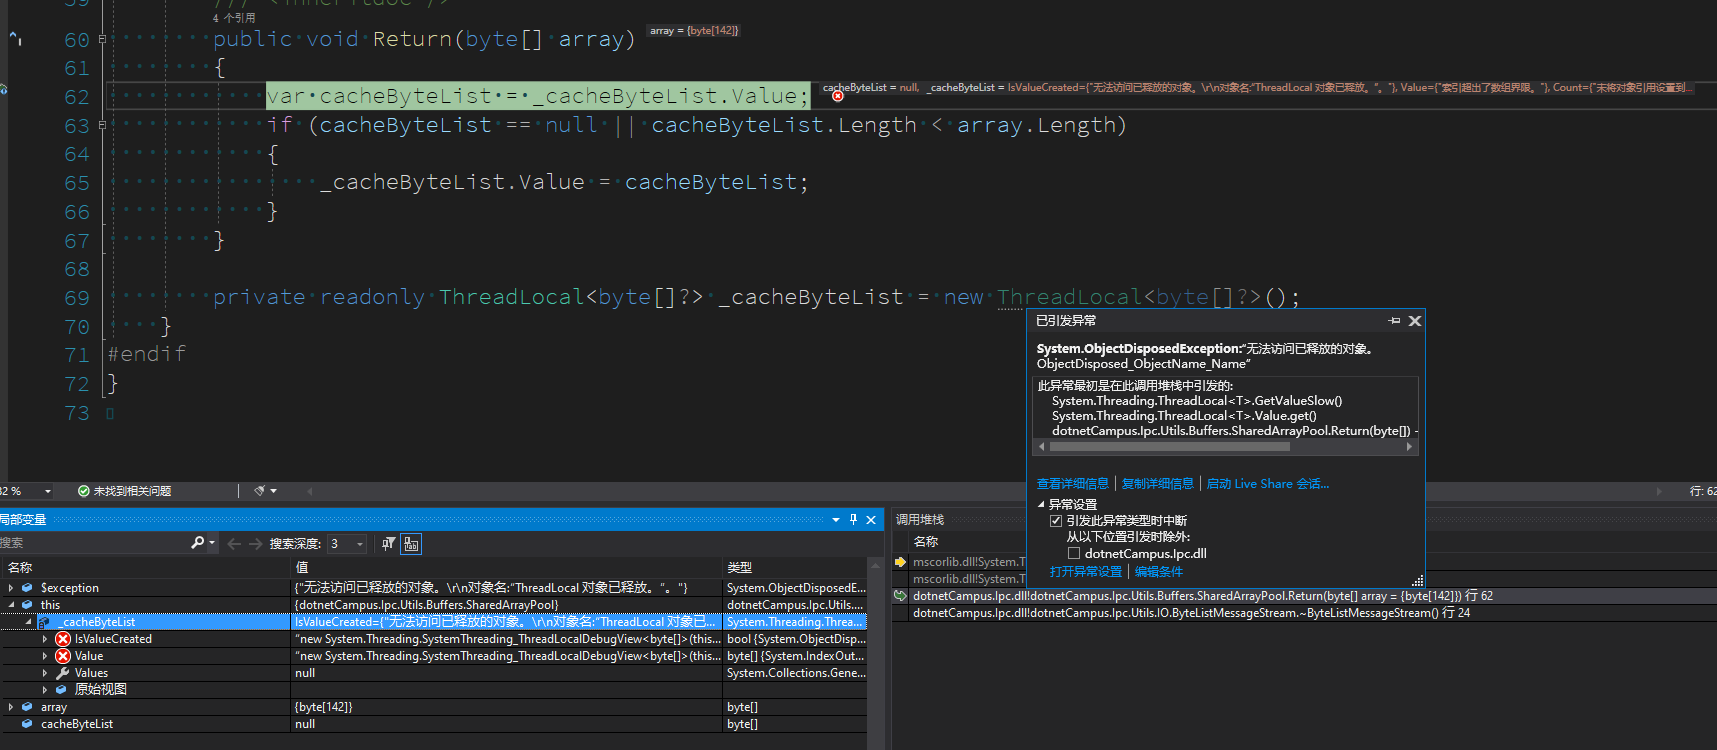 59 /// <inheritdoc />
4 个引用
60 public void Return(byte[] array) array = {byte[142]}
61 {
62 var cacheByteList = _cacheByteList.Value; cacheByteList = null, _cacheByteList = IsValueCreated={"无法访问已释放的对象。\r\n对象名:“ThreadLocal 对象已释放。”。"}, Value={"索引超出了数组界限。"}, Count={"未将对象引用设置到...
63 if (cacheByteList == null || cacheByteList.Length < array.Length)
64 {
65 _cacheByteList.Value = cacheByteList;
66 }
67 }
68
69 private readonly ThreadLocal<byte[]?> _cacheByteList = new ThreadLocal<byte[]?>();
70 }
71 #endif
72 }
73
已引发异常
System.ObjectDisposedException:“无法访问已释放的对象。
ObjectDisposed_ObjectName_Name”
此异常最初是在此调用堆栈中引发的:
System.Threading.ThreadLocal<T>.GetValueSlow()
System.Threading.ThreadLocal<T>.Value.get()
dotnetCampus.Ipc.Utils.Buffers.SharedArrayPool.Return(byte[])
查看详细信息 | 复制详细信息 | 启动 Live Share 会话...
异常设置
引发此异常类型时中断
从以下位置引发时除外:
dotnetCampus.Ipc.dll
打开异常设置 | 编辑条件
32 % 未找到相关问题 行: 62
局部变量
搜索 搜索深度: 3
名称 值 类型
$exception {"无法访问已释放的对象。\r\n对象名:“ThreadLocal 对象已释放。”。"} System.ObjectDisposedE...
this {dotnetCampus.Ipc.Utils.Buffers.SharedArrayPool} dotnetCampus.Ipc.Utils....
_cacheByteList IsValueCreated={"无法访问已释放的对象。\r\n对象名:“ThreadLocal 对象已... System.Threading.Threa...
IsValueCreated "new System.Threading.SystemThreading_ThreadLocalDebugView<byte[]>(this... bool {System.ObjectDisp...
Value "new System.Threading.SystemThreading_ThreadLocalDebugView<byte[]>(this... byte[] {System.IndexOut...
Values null System.Collections.Gene...
原始视图
array {byte[142]} byte[]
cacheByteList null byte[]
调用堆栈
名称
mscorlib.dll!System.T
mscorlib.dll!System.T
dotnetCampus.Ipc.dll!dotnetCampus.Ipc.Utils.Buffers.SharedArrayPool.Return(byte[] array = {byte[142]}) 行 62
dotnetCampus.Ipc.dll!dotnetCampus.Ipc.Utils.IO.ByteListMessageStream.~ByteListMessageStream() 行 24